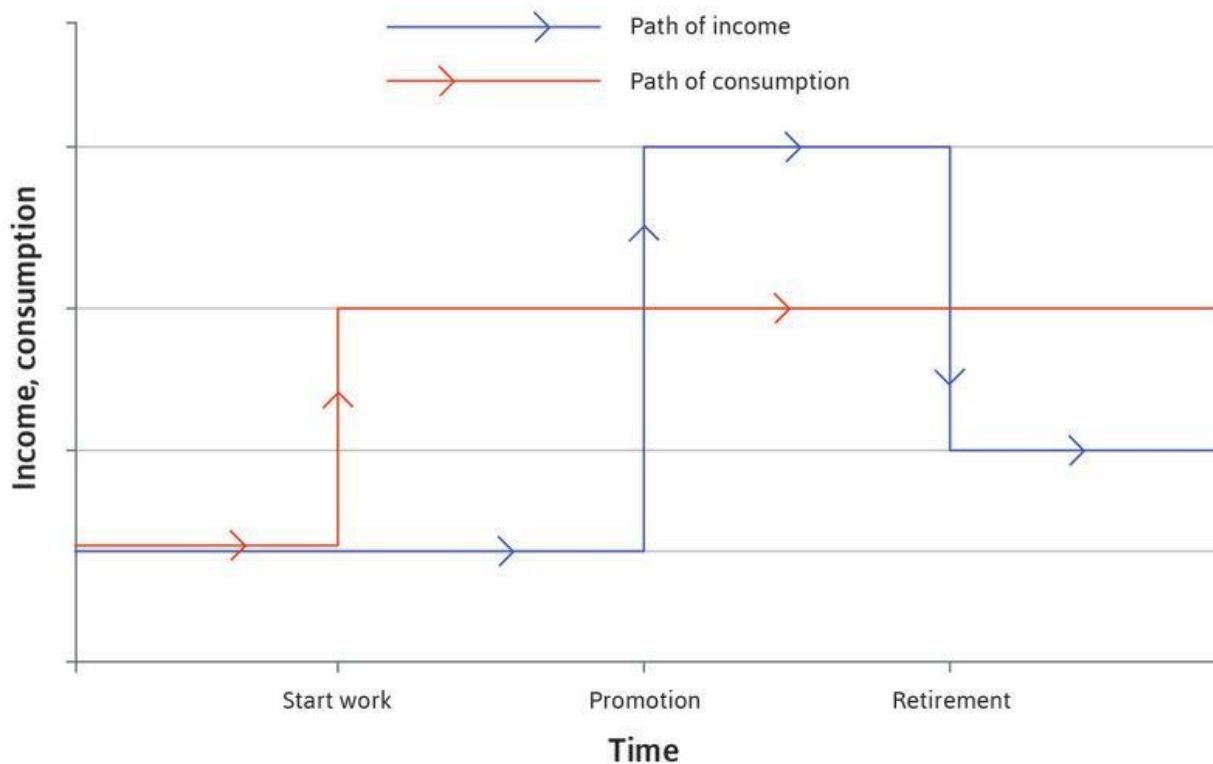 Path of income
Path of consumption
Income, consumption
Start work
Promotion
Retirement
Time